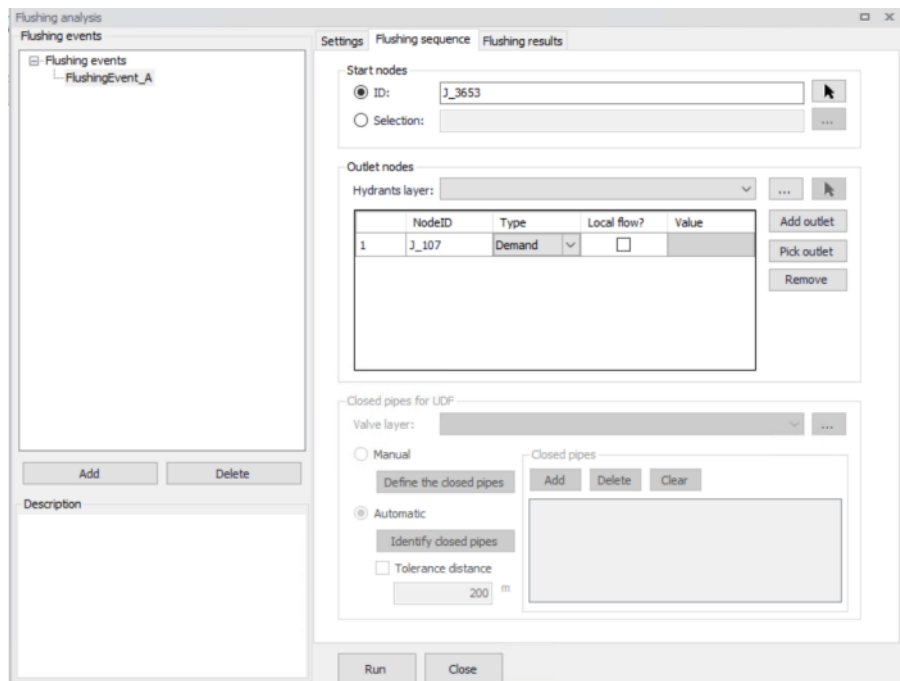 Flushing analysis
Flushing events
Flushing events
FlushingEvent_A
Add Delete
Description
Settings Flushing sequence Flushing results
Start nodes
ID: J_3653
Selection: ...
Outlet nodes
Hydrants layer: ...
NodeID Type Local flow? Value
1 J_107 Demand
Add outlet
Pick outlet
Remove
Closed pipes for UDF
Valve layer: ...
Manual
Define the closed pipes
Automatic
Identify closed pipes
Tolerance distance
200 m
Closed pipes
Add Delete Clear
Run Close